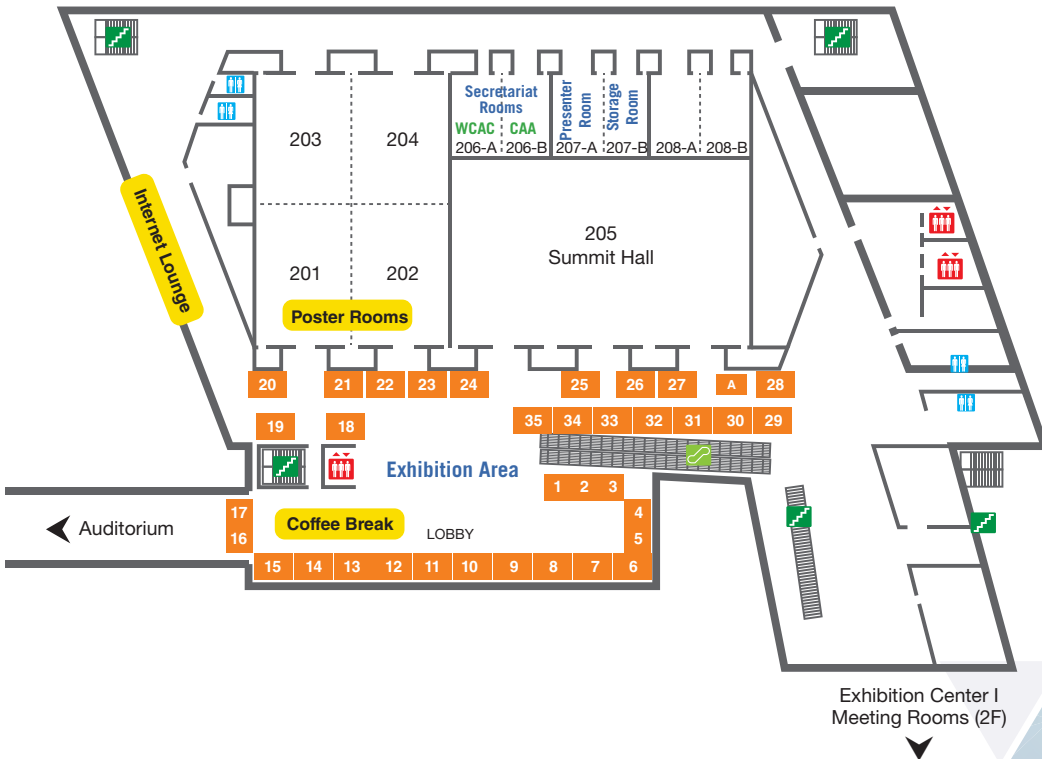 Secretariat
Rooms
WCAC CAA
206-A 206-B
Presenter
Room
207-A
Storage
Room
207-B
208-A 208-B
203
204
205
Summit Hall
Internet Lounge
201
202
Poster Rooms
20 21 22 23 24 25 26 27 A 28
19 18 35 34 33 32 31 30 29
Exhibition Area
1 2 3
17
16
4
5
Auditorium
Coffee Break
LOBBY
15 14 13 12 11 10 9 8 7 6
Exhibition Center I
Meeting Rooms (2F)